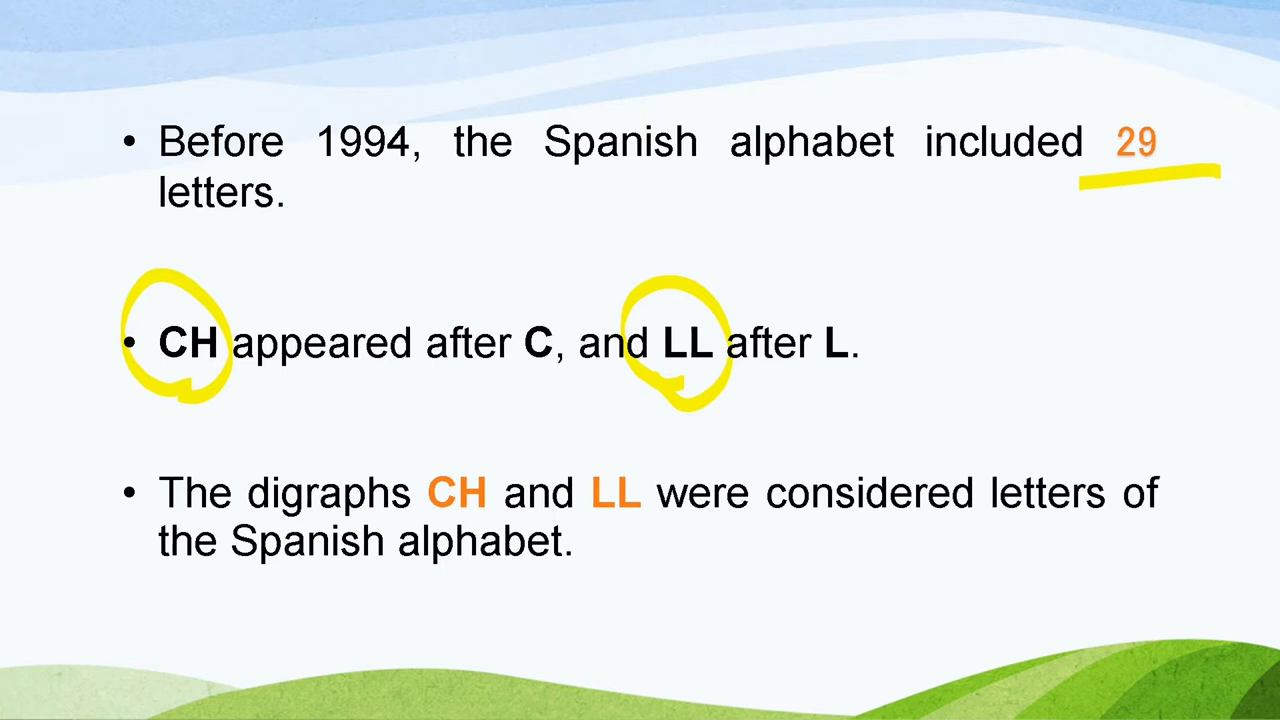 • Before 1994, the Spanish alphabet included 29
letters.
• CH appeared after C, and LL after L.
• The digraphs CH and LL were considered letters of
the Spanish alphabet.